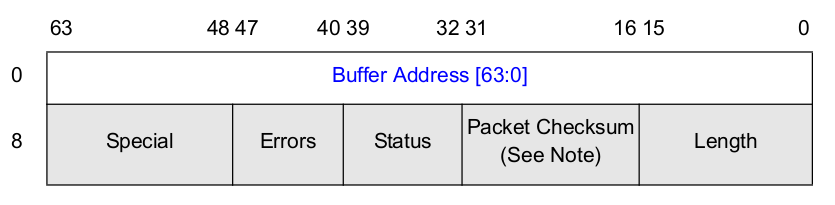 63 48 47 40 39 32 31 16 15 0
0 Buffer Address [63:0]
8 Special Errors Status Packet Checksum (See Note) Length